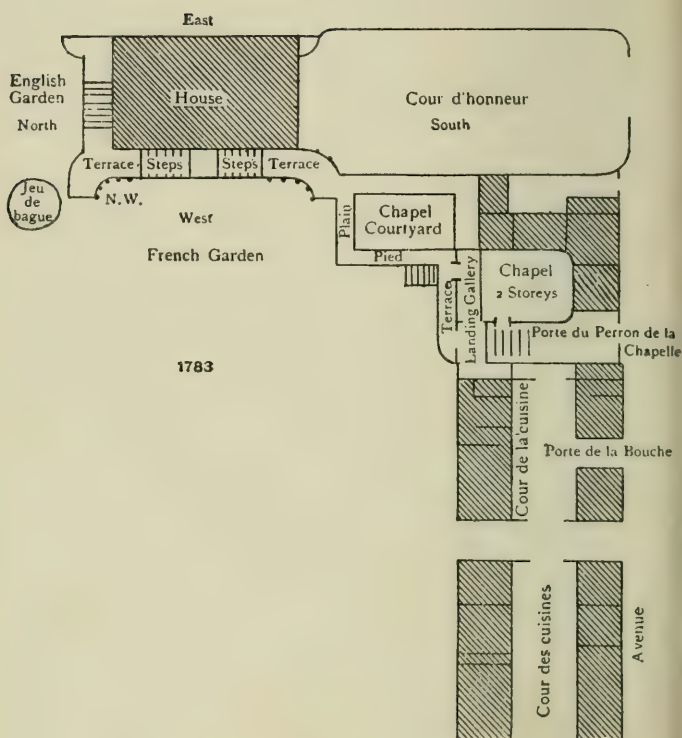 East
English
Garden
North
House
Cour d'honneur
South
Terrace
Steps
Steps
Terrace
Jeu
de
bague
N.W.
West
French Garden
Plain
Pied
Chapel
Courtyard
Terrace
Landing Gallery
Chapel
2 Storeys
Porte du Perron de la
Chapelle
1783
Cour de la cuisine
Porte de la Bouche
Cour des cuisines
Avenue